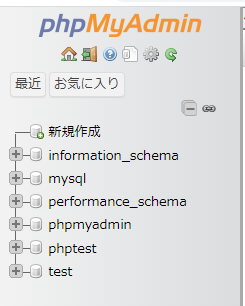 phpMyAdmin
最近 お気に入り
新規作成
information_schema
mysql
performance_schema
phpmyadmin
phptest
test